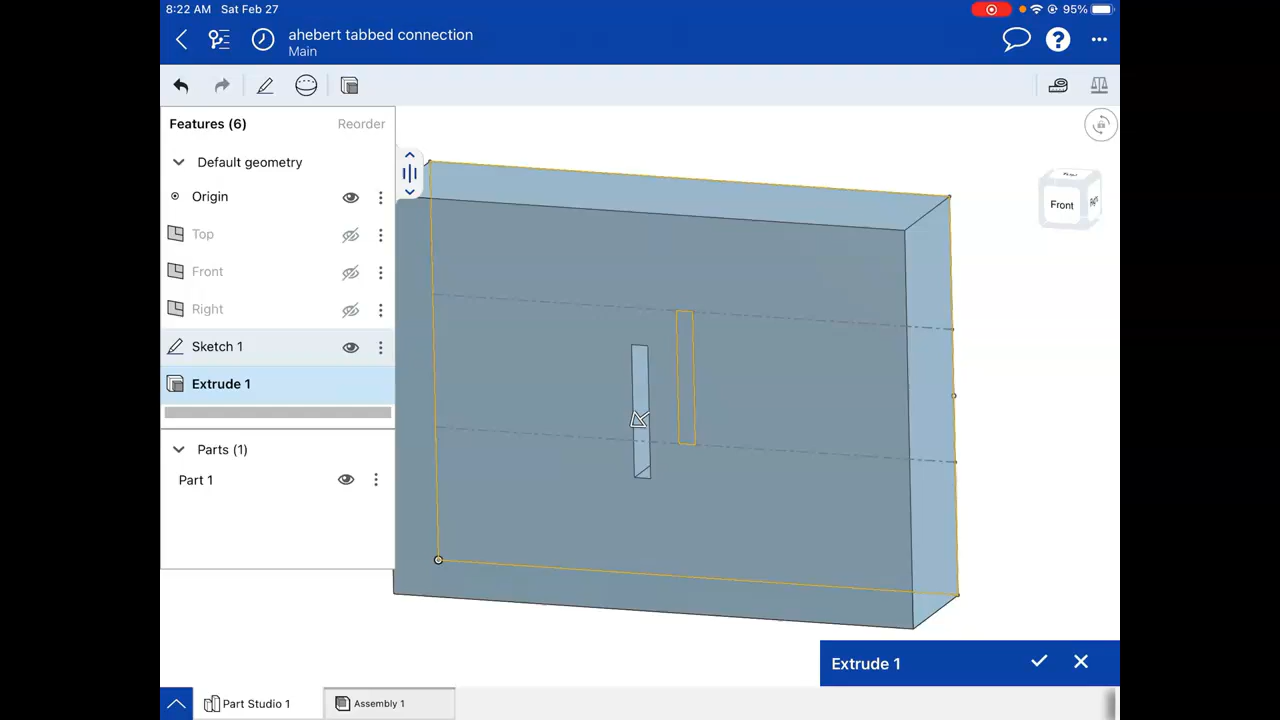 8:22 AM Sat Feb 27
95%
ahebert tabbed connection
Main
Features (6)
Reorder
Default geometry
Origin
Top
Front
Right
Sketch 1
Extrude 1
Parts (1)
Part 1
Front
Extrude 1
Part Studio 1
Assembly 1